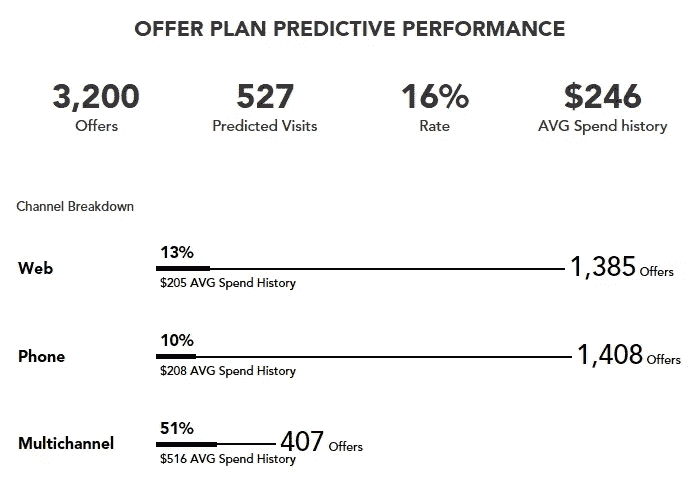 OFFER PLAN PREDICTIVE PERFORMANCE
3,200
Offers
527
Predicted Visits
16%
Rate
$246
AVG Spend history
Channel Breakdown
Web
13%
$205 AVG Spend History
1,385 Offers
Phone
10%
$208 AVG Spend History
1,408 Offers
Multichannel
51%
$516 AVG Spend History
407 Offers